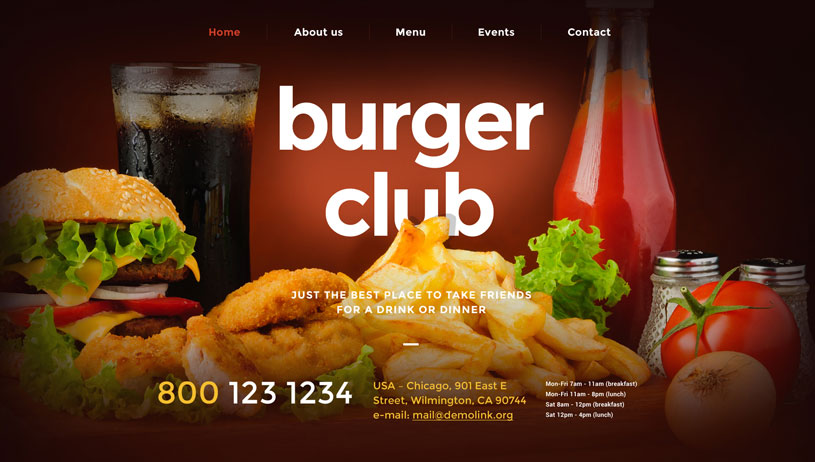 Home
About us
Menu
Events
Contact
burger
club
JUST THE BEST PLACE TO TAKE FRIENDS
FOR A DRINK OR DINNER
800 123 1234
USA - Chicago, 901 East E
Street, Wilmington, CA 90744
e-mail: mail@demolink.org
Mon-Fri 7am - 11am (breakfast)
Mon-Fri 11am - 8pm (lunch)
Sat 8am - 12pm (breakfast)
Sat 12pm - 4pm (lunch)